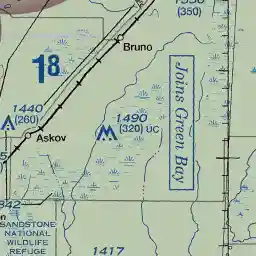 (350)
Bruno
18
Joins Green Bay
1440
(260)
1490
(320) UC
Askov
SANDSTONE
NATIONAL
WILDLIFE
REFUGE
1417